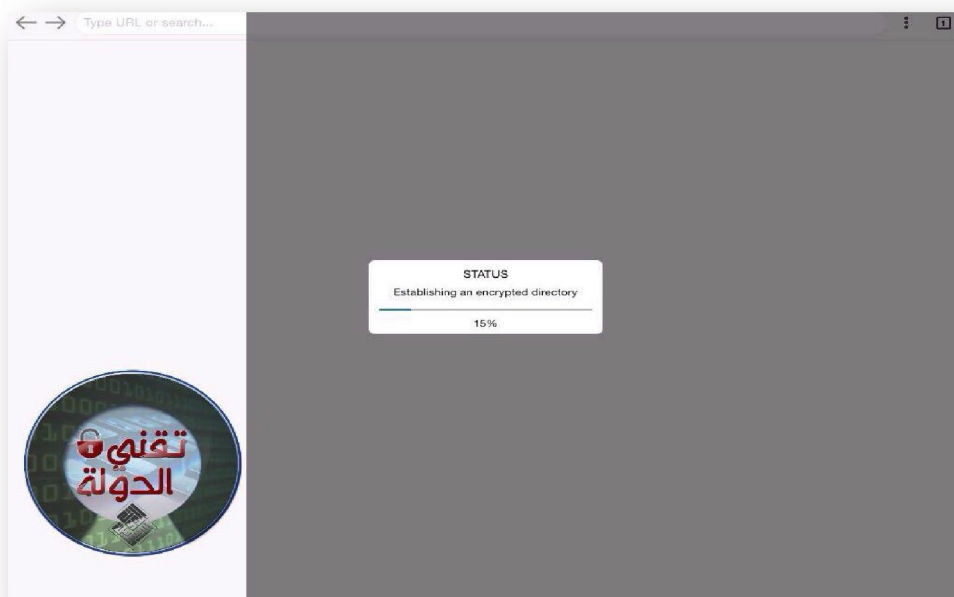 Type URL or search...
1
STATUS
Establishing an encrypted directory
15%
تقني
الدولة